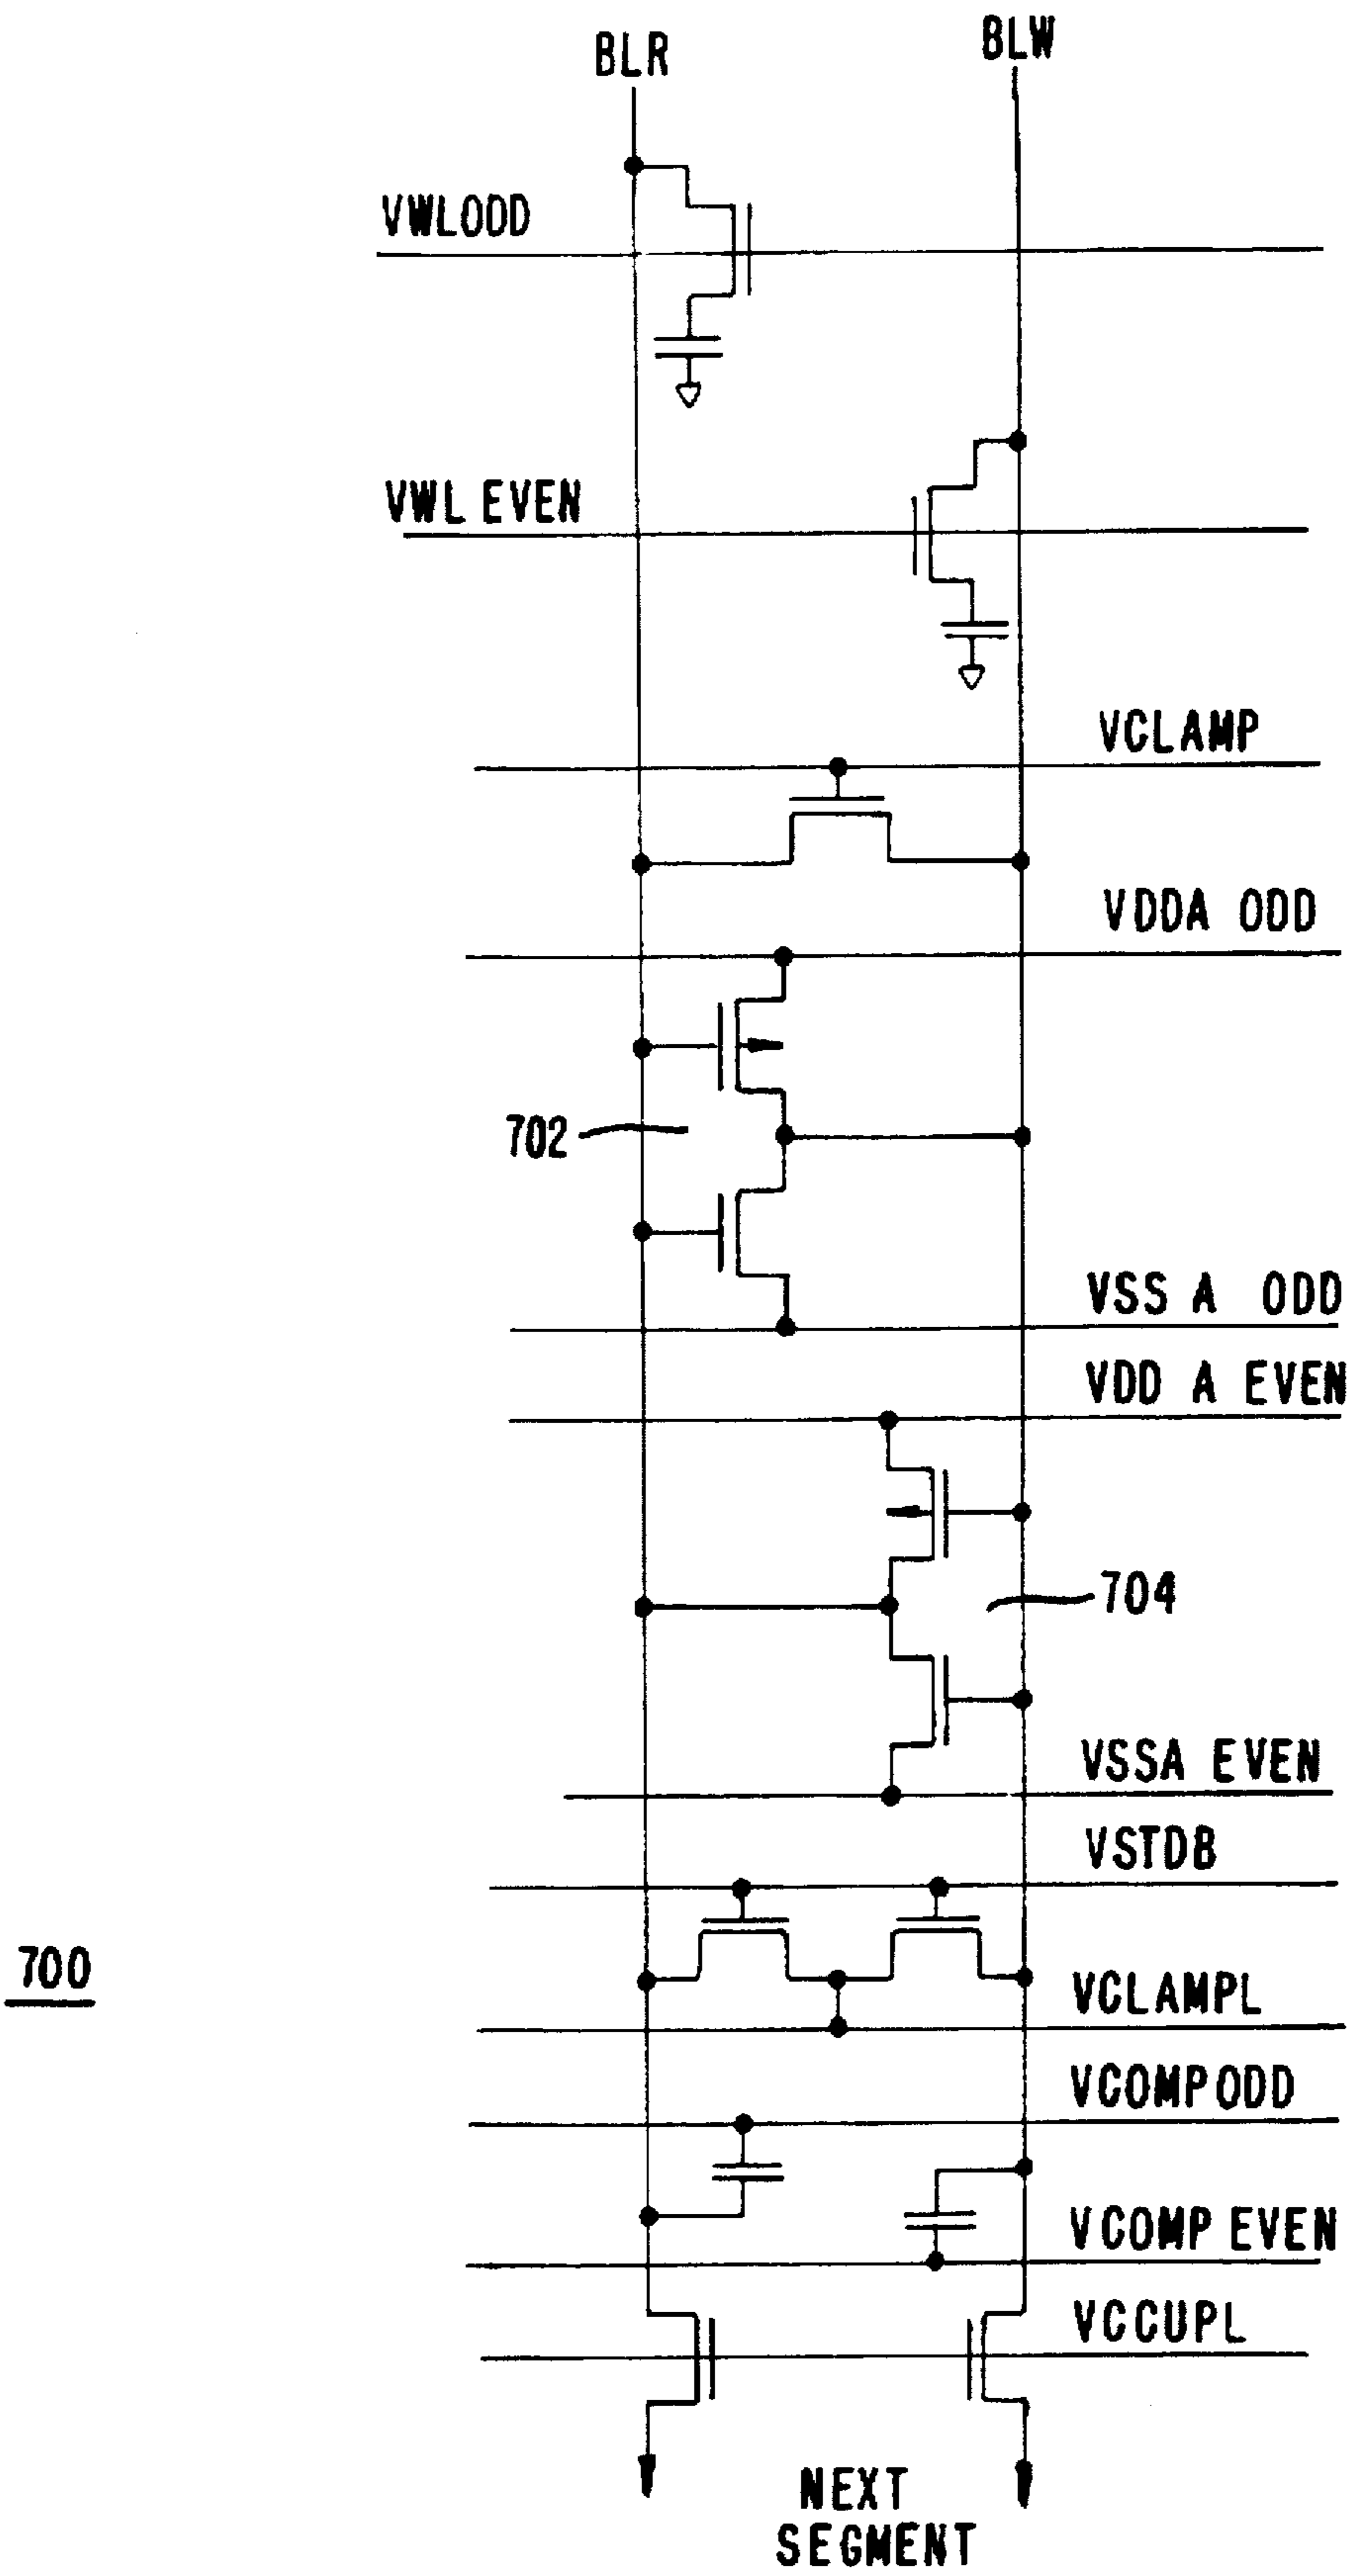 BLR
BLW
VWLODD
VWL EVEN
VCLAMP
VDDA ODD
702
VSS A ODD
VDD A EVEN
704
VSSA EVEN
VSTDB
700
VCLAMPL
VCOMPODD
VCOMP EVEN
VCCUPL
NEXT
SEGMENT